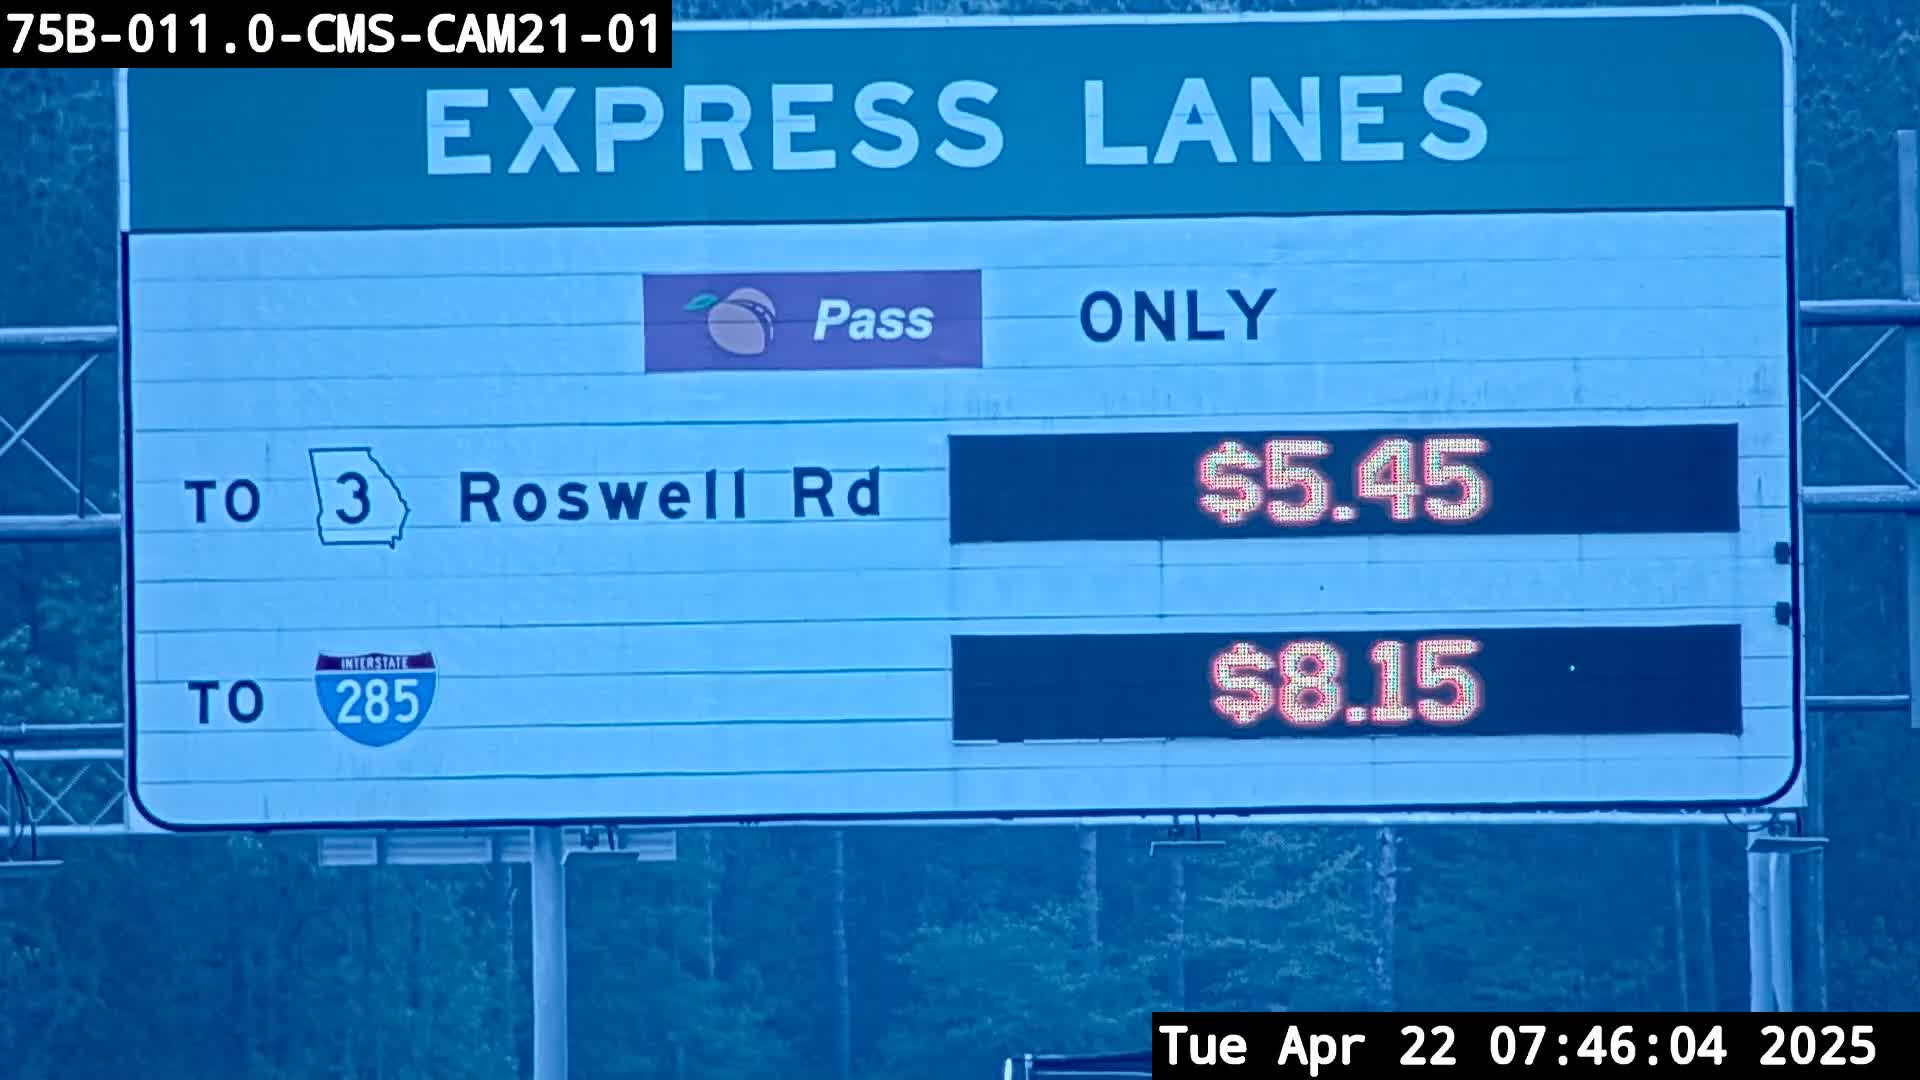 75B-011.0-CMS-CAM21-01
EXPRESS LANES
Pass ONLY
TO 3 Roswell Rd $5.45
INTERSTATE
TO 285 $8.15
Tue Apr 22 07:46:04 2025